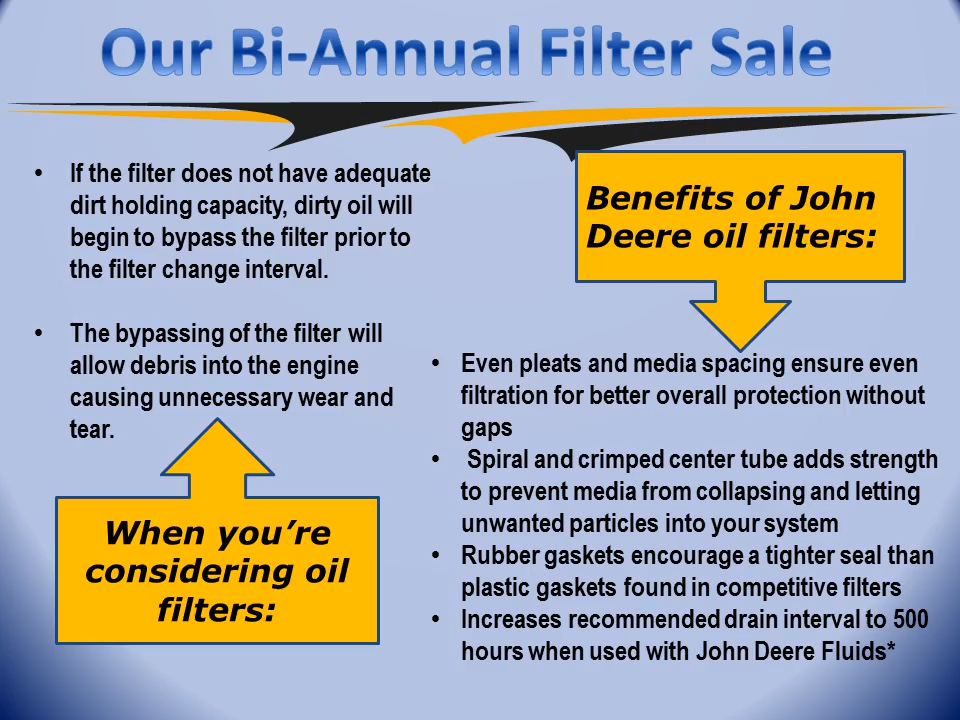 Our Bi-Annual Filter Sale
• If the filter does not have adequate
dirt holding capacity, dirty oil will
begin to bypass the filter prior to
the filter change interval.
• The bypassing of the filter will
allow debris into the engine
causing unnecessary wear and
tear.
When you’re
considering oil
filters:
Benefits of John
Deere oil filters:
• Even pleats and media spacing ensure even
filtration for better overall protection without
gaps
• Spiral and crimped center tube adds strength
to prevent media from collapsing and letting
unwanted particles into your system
• Rubber gaskets encourage a tighter seal than
plastic gaskets found in competitive filters
• Increases recommended drain interval to 500
hours when used with John Deere Fluids*